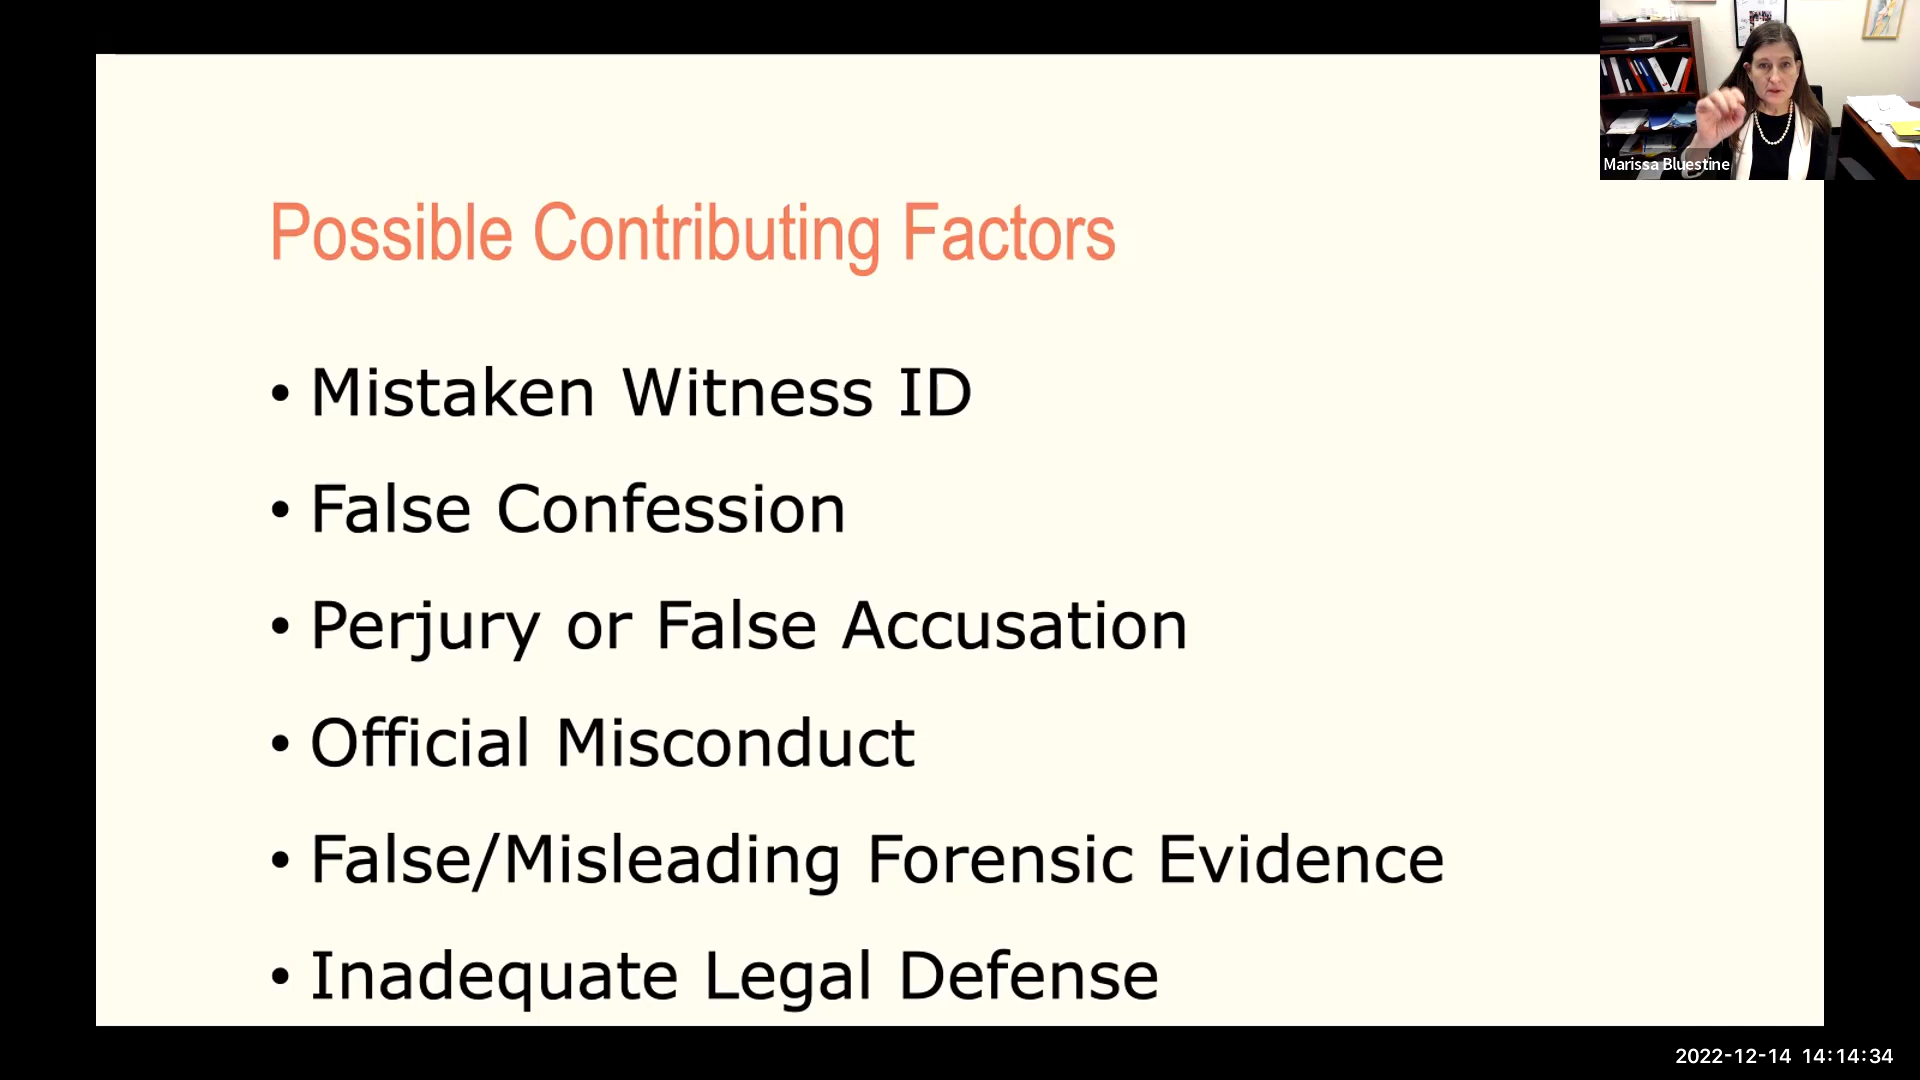 Possible Contributing Factors
• Mistaken Witness ID
• False Confession
• Perjury or False Accusation
• Official Misconduct
• False/Misleading Forensic Evidence
• Inadequate Legal Defense
Marissa Bluestine
2022-12-14 14:14:34